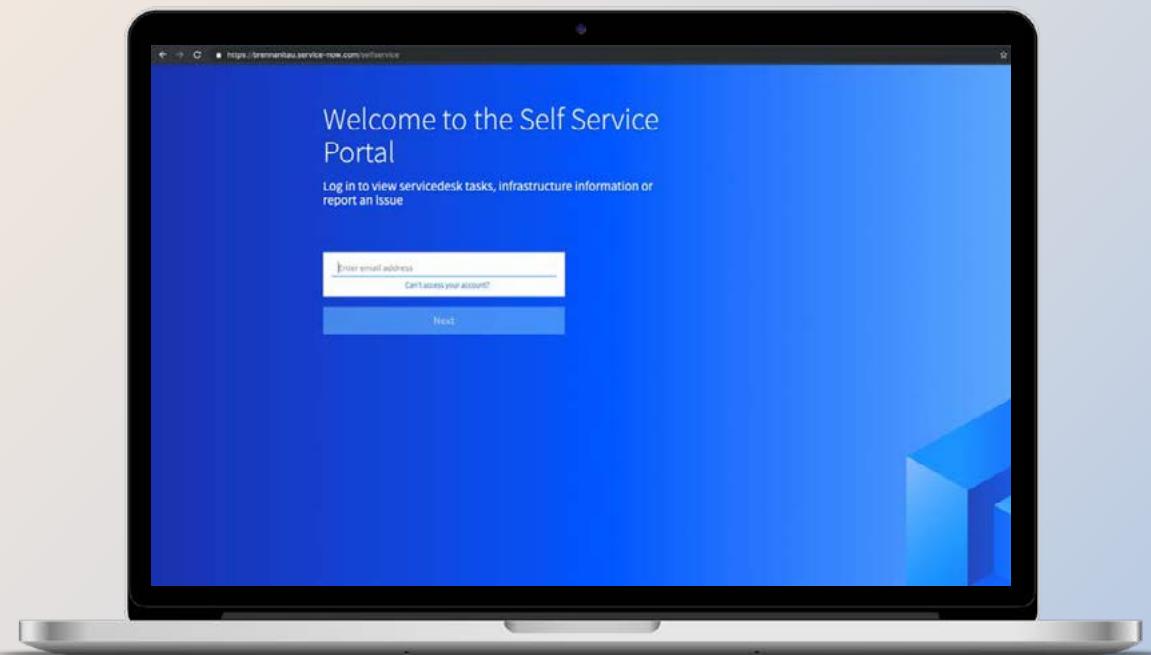 https://brennanitau.service-now.com/selfservice
Welcome to the Self Service
Portal
Log in to view servicedesk tasks, infrastructure information or
report an issue
Enter email address
Can't access your account?
Next